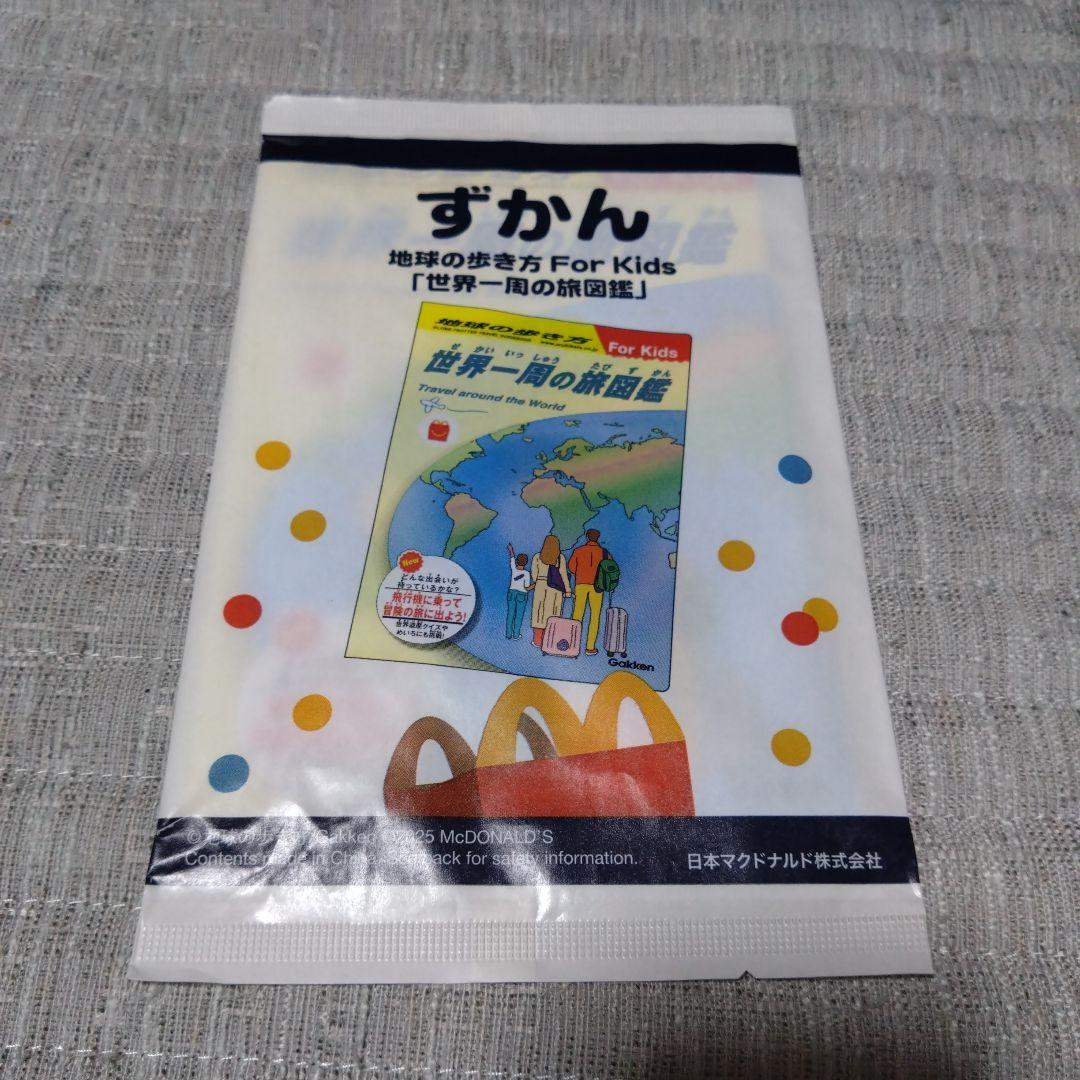 ずかん
地球の歩き方 For Kids
「世界一周の旅図鑑」
地球の歩き方
For Kids
せ かい いっ しゅう たび ず かん
世界一周の旅図鑑
Travel around the World
New
どんな出会いが
待っているかな？
飛行機に乗って
冒険の旅に出よう!
世界遺産クイズや
めいろにも挑戦!
Gakken
Gakken ©2025 McDONALD'S
Contents made in China. See pack for safety information.
日本マクドナルド株式会社